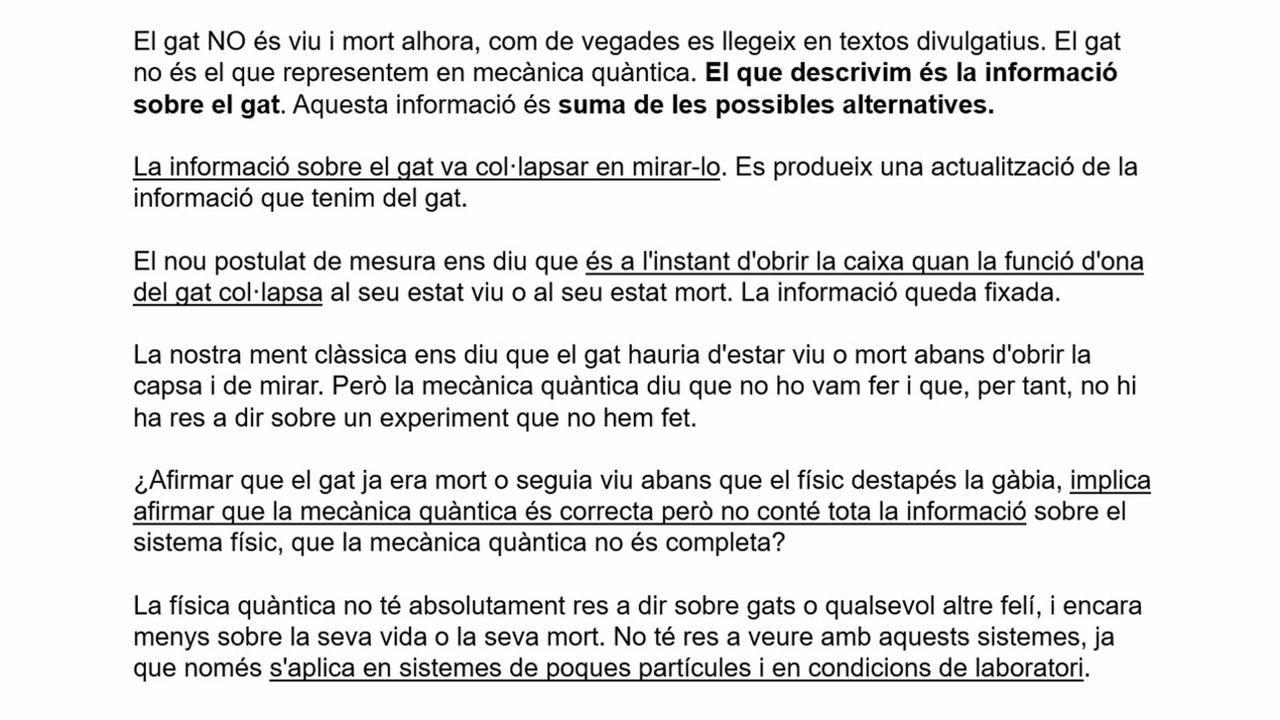 El gat NO és viu i mort alhora, com de vegades es llegeix en textos divulgatius. El gat
no és el que representem en mecànica quàntica. El que descrivim és la informació
sobre el gat. Aquesta informació és suma de les possibles alternatives.
La informació sobre el gat va col·lapsar en mirar-lo. Es produeix una actualització de la
informació que tenim del gat.
El nou postulat de mesura ens diu que és a l'instant d'obrir la caixa quan la funció d'ona
del gat col·lapsa al seu estat viu o al seu estat mort. La informació queda fixada.
La nostra ment clàssica ens diu que el gat hauria d'estar viu o mort abans d'obrir la
capsa i de mirar. Però la mecànica quàntica diu que no ho vam fer i que, per tant, no hi
ha res a dir sobre un experiment que no hem fet.
¿Afirmar que el gat ja era mort o seguia viu abans que el físic destapés la gàbia, implica
afirmar que la mecànica quàntica és correcta però no conté tota la informació sobre el
sistema físic, que la mecànica quàntica no és completa?
La física quàntica no té absolutament res a dir sobre gats o qualsevol altre felí, i encara
menys sobre la seva vida o la seva mort. No té res a veure amb aquests sistemes, ja
que només s'aplica en sistemes de poques partícules i en condicions de laboratori.